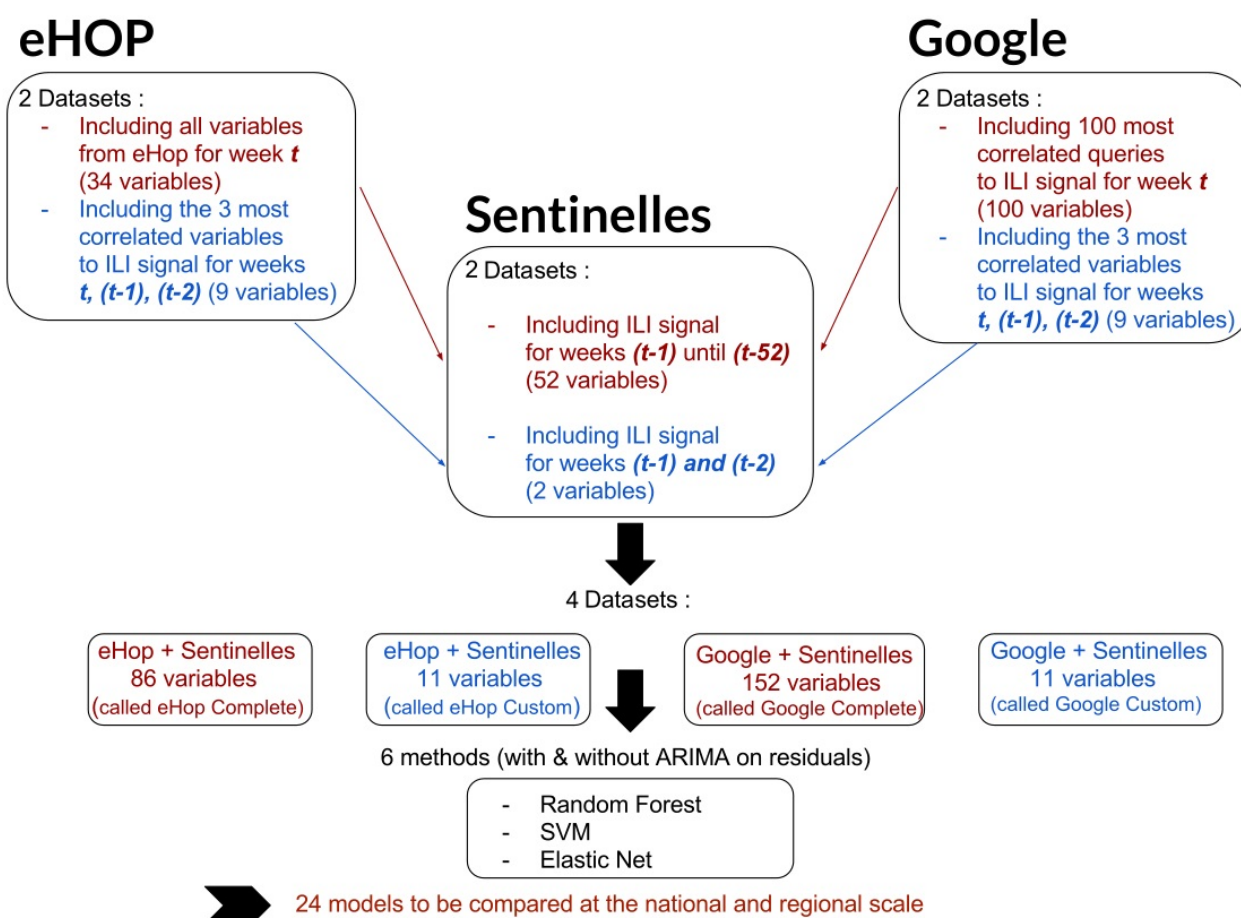 eHOP
2 Datasets :
- Including all variables
from eHop for week t
(34 variables)
- Including the 3 most
correlated variables
to ILI signal for weeks
t, (t-1), (t-2) (9 variables)
Google
2 Datasets :
- Including 100 most
correlated queries
to ILI signal for week t
(100 variables)
- Including the 3 most
correlated variables
to ILI signal for weeks
t, (t-1), (t-2) (9 variables)
Sentinelles
2 Datasets :
- Including ILI signal
for weeks (t-1) until (t-52)
(52 variables)
- Including ILI signal
for weeks (t-1) and (t-2)
(2 variables)
4 Datasets :
eHop + Sentinelles
86 variables
(called eHop Complete)
eHop + Sentinelles
11 variables
(called eHop Custom)
Google + Sentinelles
152 variables
(called Google Complete)
Google + Sentinelles
11 variables
(called Google Custom)
6 methods (with & without ARIMA on residuals)
- Random Forest
- SVM
- Elastic Net
24 models to be compared at the national and regional scale